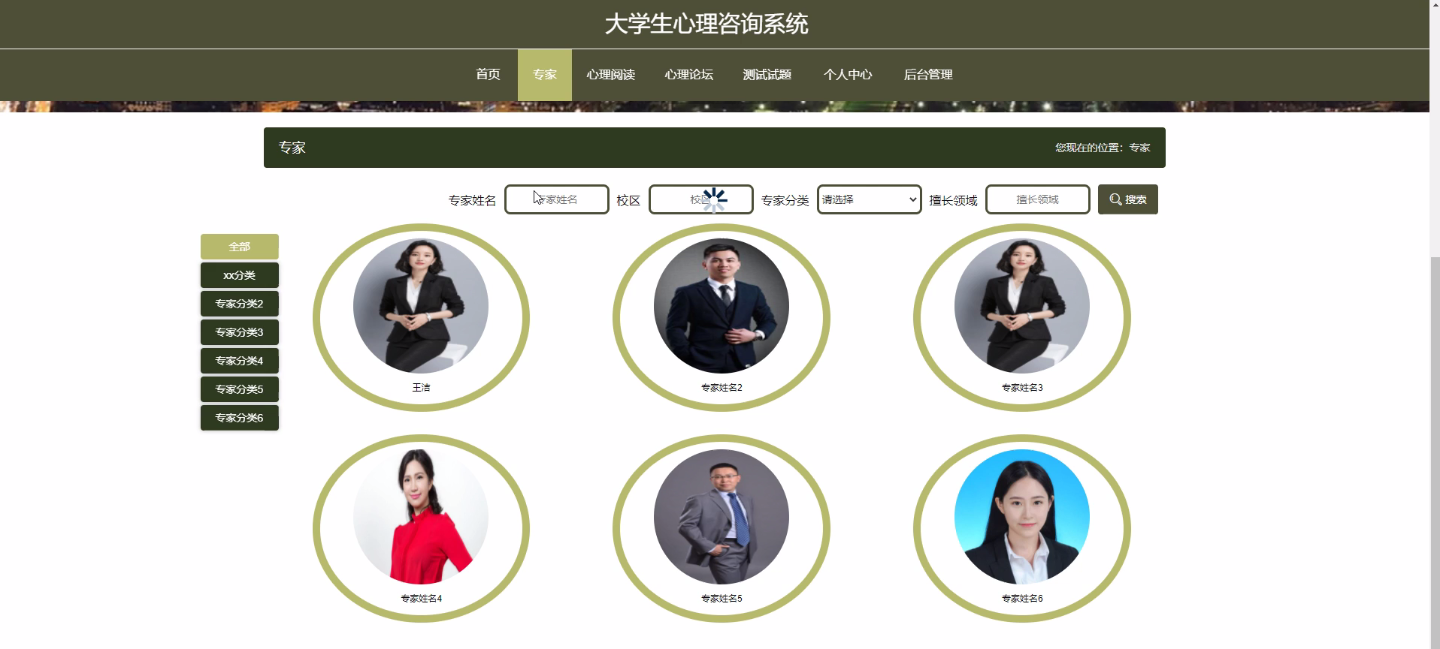 大学生心理咨询系统
首页 专家 心理阅读 心理论坛 测试试题 个人中心 后台管理
专家 您现在的位置：专家
专家姓名 专家姓名 校区 校区 专家分类 请选择 擅长领域 擅长领域 搜索
全部
xx分类
专家分类2
专家分类3
专家分类4
专家分类5
专家分类6
王洁 专家姓名2 专家姓名3
专家姓名4 专家姓名5 专家姓名6